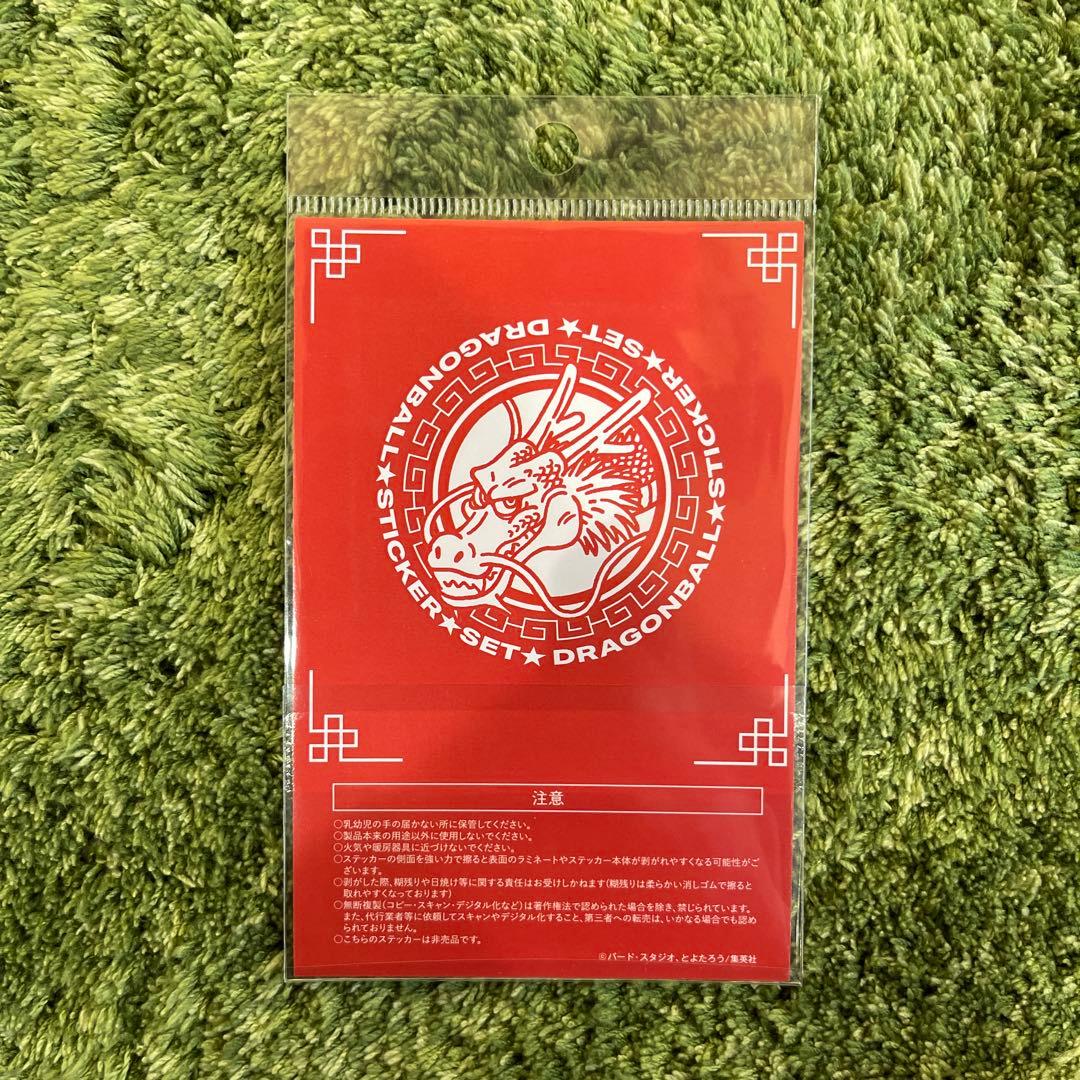 DRAGONBALL★STICKER★SET★DRAGONBALL★STICKER★SET★
注意
○乳幼児の手の届かない所に保管してください。
○製品本来の用途以外に使用しないでください。
○火気や暖房器具に近づけないでください。
○ステッカーの側面を強い力で擦ると表面のラミネートやステッカー本体が剥がれやすくなる可能性がご
ざいます。
○剥がした際、糊残りや日焼け等に関する責任はお受けしかねます(糊残りは柔らかい消しゴムで擦ると
取れやすくなっております)
○無断複製(コピー・スキャン・デジタル化など)は著作権法で認められた場合を除き、禁じられています。
また、代行業者等に依頼してスキャンやデジタル化すること、第三者への転売は、いかなる場合でも認め
られておりません。
○こちらのステッカーは非売品です。
©バード・スタジオ、とよたろう/集英社